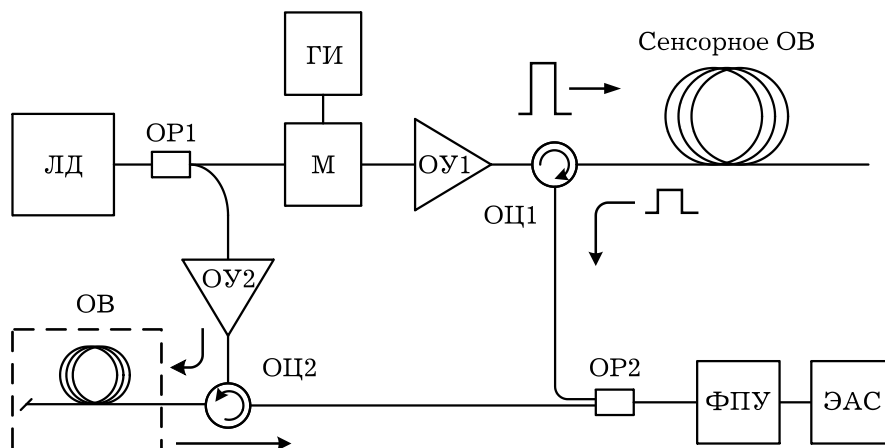 ГИ
Сенсорное ОВ
ОР1
ЛД
М
ОУ1
ОЦ1
ОУ2
ОВ
ОЦ2
ОР2
ФПУ
ЭАС